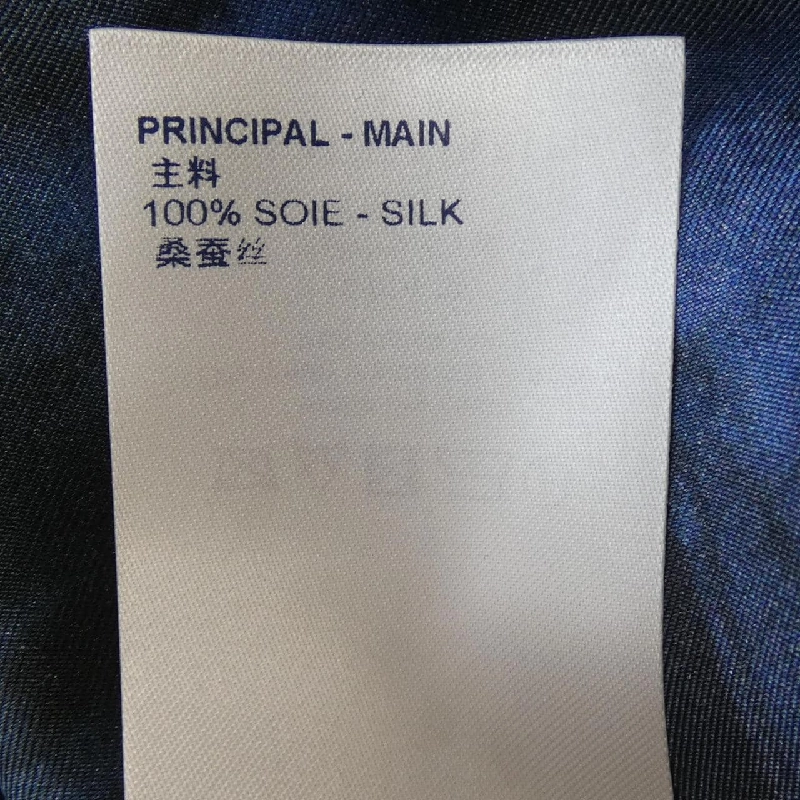 PRINCIPAL - MAIN
主料
100% SOIE - SILK
桑蚕丝